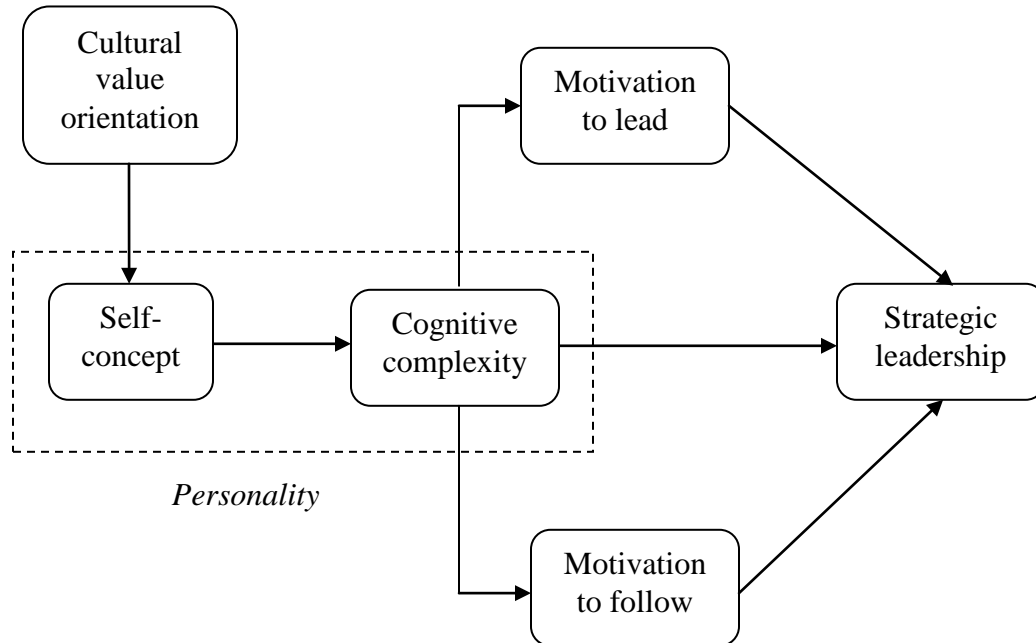 Cultural
value
orientation
Motivation
to lead
Self-
concept
Cognitive
complexity
Strategic
leadership
Personality
Motivation
to follow